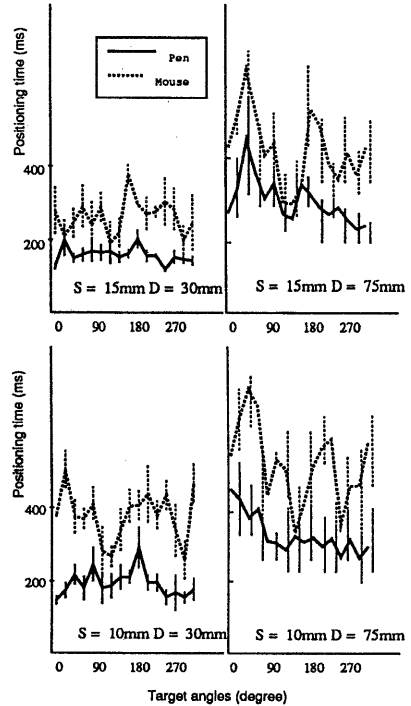 Positioning time (ms)
Pen
Mouse
400
200
S = 15mm D = 30mm
S = 15mm D = 75mm
0 90 180 270
0 90 180 270
Positioning time (ms)
400
200
S = 10mm D = 30mm
S = 10mm D = 75mm
0 90 180 270
0 90 180 270
Target angles (degree)